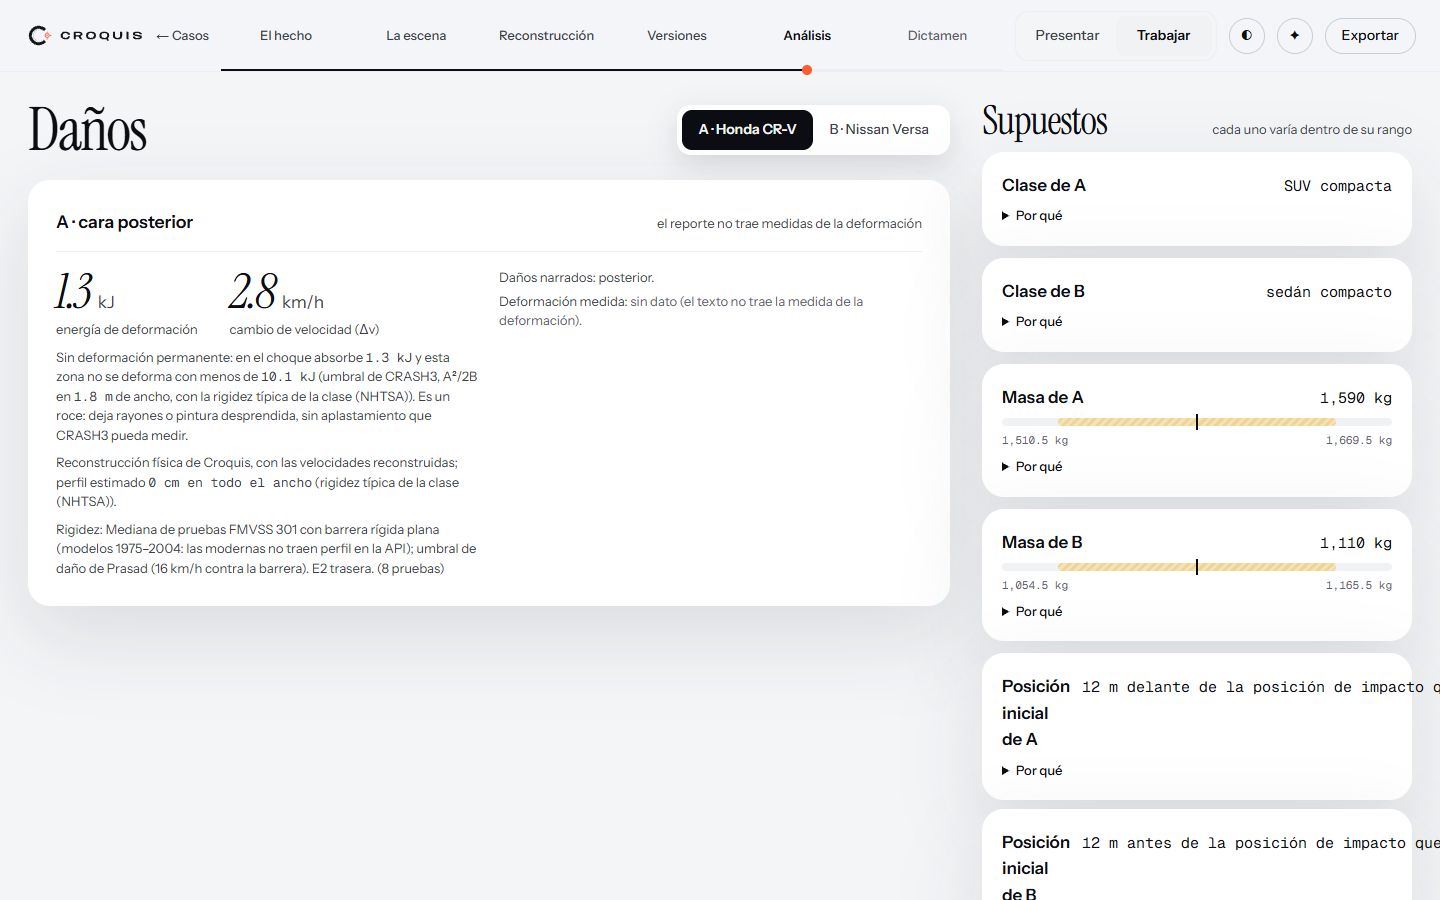 CROQUIS
← Casos
El hecho
La escena
Reconstrucción
Versiones
Análisis
Dictamen
Presentar
Trabajar
Exportar
Daños
A · Honda CR-V
B · Nissan Versa
A · cara posterior
el reporte no trae medidas de la deformación
1.3 kJ
energía de deformación
2.8 km/h
cambio de velocidad (Δv)
Sin deformación permanente: en el choque absorbe 1.3 kJ y esta
zona no se deforma con menos de 10.1 kJ (umbral de CRASH3, A²/2B
en 1.8 m de ancho, con la rigidez típica de la clase (NHTSA)). Es un
roce: deja rayones o pintura desprendida, sin aplastamiento que
CRASH3 pueda medir.
Reconstrucción física de Croquis, con las velocidades reconstruidas;
perfil estimado 0 cm en todo el ancho (rigidez típica de la clase
(NHTSA)).
Rigidez: Mediana de pruebas FMVSS 301 con barrera rígida plana
(modelos 1975–2004: las modernas no traen perfil en la API); umbral de
daño de Prasad (16 km/h contra la barrera). E2 trasera. (8 pruebas)
Daños narrados: posterior.
Deformación medida: sin dato (el texto no trae la medida de la
deformación).
Supuestos
cada uno varía dentro de su rango
Clase de A
SUV compacta
▶ Por qué
Clase de B
sedán compacto
▶ Por qué
Masa de A
1,590 kg
1,510.5 kg
1,669.5 kg
▶ Por qué
Masa de B
1,110 kg
1,054.5 kg
1,165.5 kg
▶ Por qué
Posición
inicial
de A
12 m delante de la posición de impacto q
▶ Por qué
Posición
inicial
de B
12 m antes de la posición de impacto que